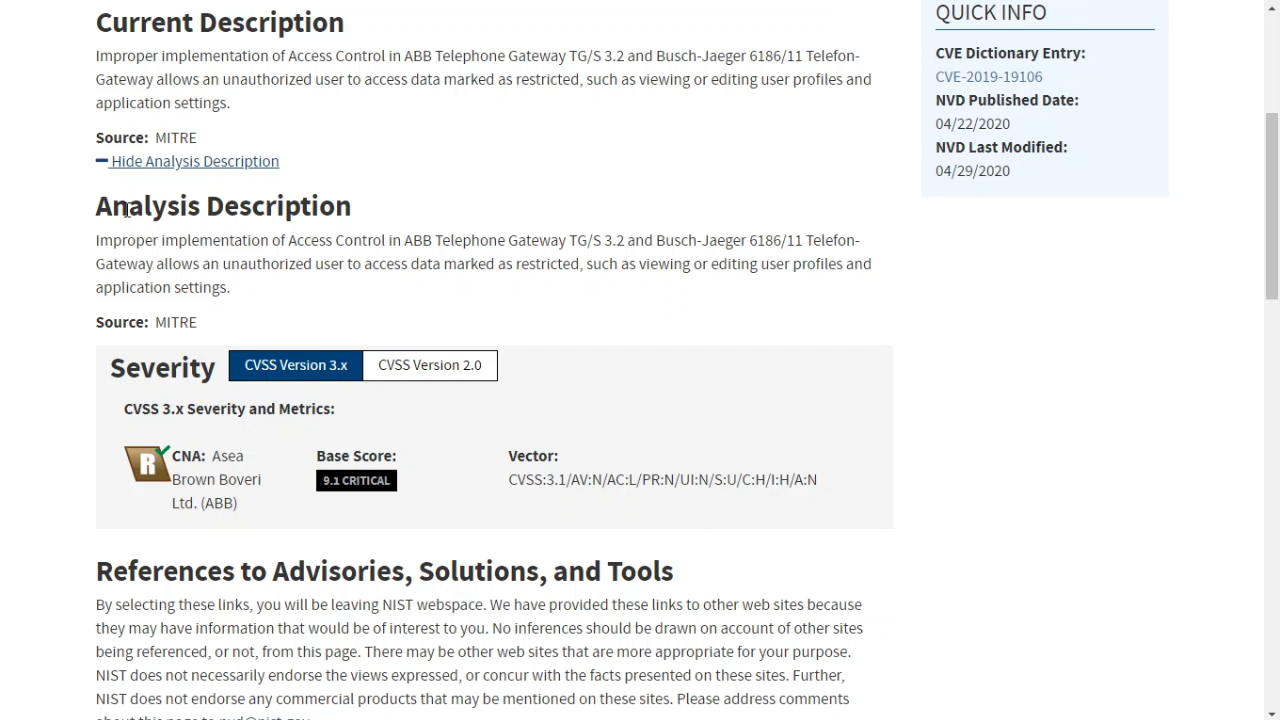 Current Description
QUICK INFO
Improper implementation of Access Control in ABB Telephone Gateway TG/S 3.2 and Busch-Jaeger 6186/11 Telefon-
Gateway allows an unauthorized user to access data marked as restricted, such as viewing or editing user profiles and
application settings.
CVE Dictionary Entry:
CVE-2019-19106
NVD Published Date:
04/22/2020
NVD Last Modified:
04/29/2020
Source: MITRE
Hide Analysis Description
Analysis Description
Improper implementation of Access Control in ABB Telephone Gateway TG/S 3.2 and Busch-Jaeger 6186/11 Telefon-
Gateway allows an unauthorized user to access data marked as restricted, such as viewing or editing user profiles and
application settings.
Source: MITRE
Severity CVSS Version 3.x CVSS Version 2.0
CVSS 3.x Severity and Metrics:
R
CNA: Asea
Brown Boveri
Ltd. (ABB)
Base Score:
9.1 CRITICAL
Vector:
CVSS:3.1/AV:N/AC:L/PR:N/UI:N/S:U/C:H/I:H/A:N
References to Advisories, Solutions, and Tools
By selecting these links, you will be leaving NIST webspace. We have provided these links to other web sites because
they may have information that would be of interest to you. No inferences should be drawn on account of other sites
being referenced, or not, from this page. There may be other web sites that are more appropriate for your purpose.
NIST does not necessarily endorse the views expressed, or concur with the facts presented on these sites. Further,
NIST does not endorse any commercial products that may be mentioned on these sites. Please address comments
about this page to nvd@nist.gov